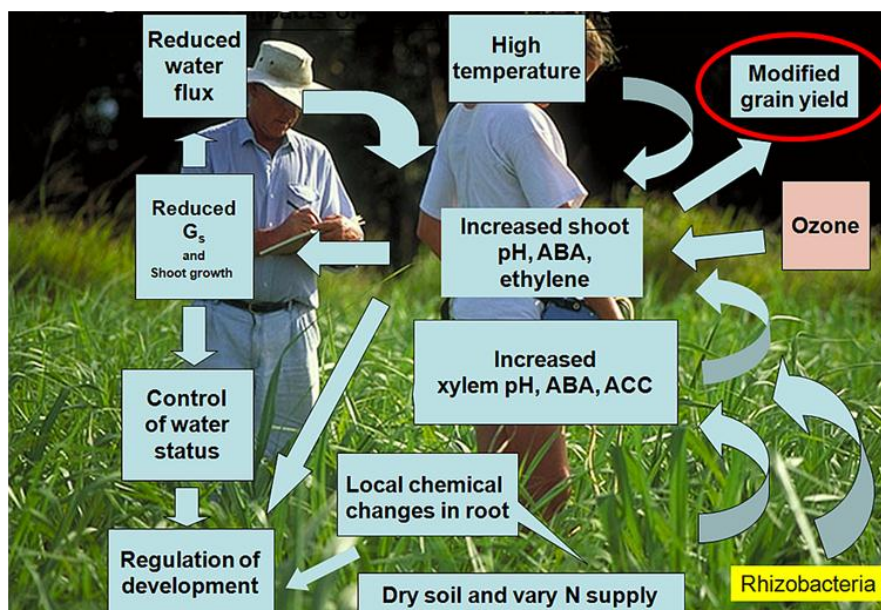 Reduced
water
flux
High
temperature
Modified
grain yield
Reduced
Gs
and
Shoot growth
Increased shoot
pH, ABA,
ethylene
Ozone
Increased
xylem pH, ABA, ACC
Control
of water
status
Local chemical
changes in root
Regulation of
development
Dry soil and vary N supply
Rhizobacteria